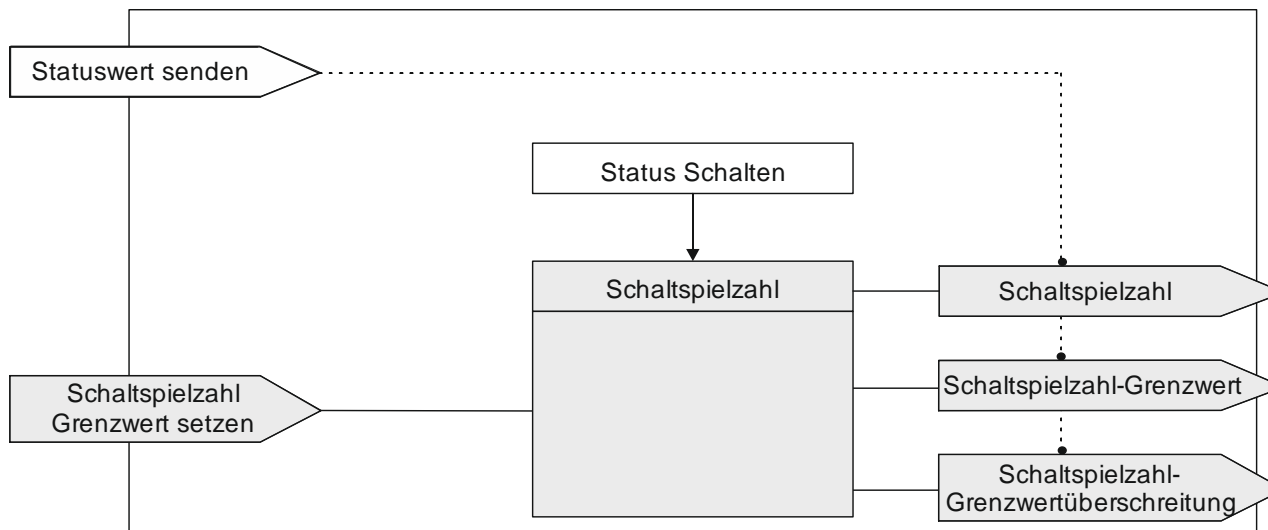 Statuswert senden
Status Schalten
Schaltspielzahl
Schaltspielzahl
Schaltspielzahl
Grenzwert setzen
Schaltspielzahl-Grenzwert
Schaltspielzahl-
Grenzwertüberschreitung